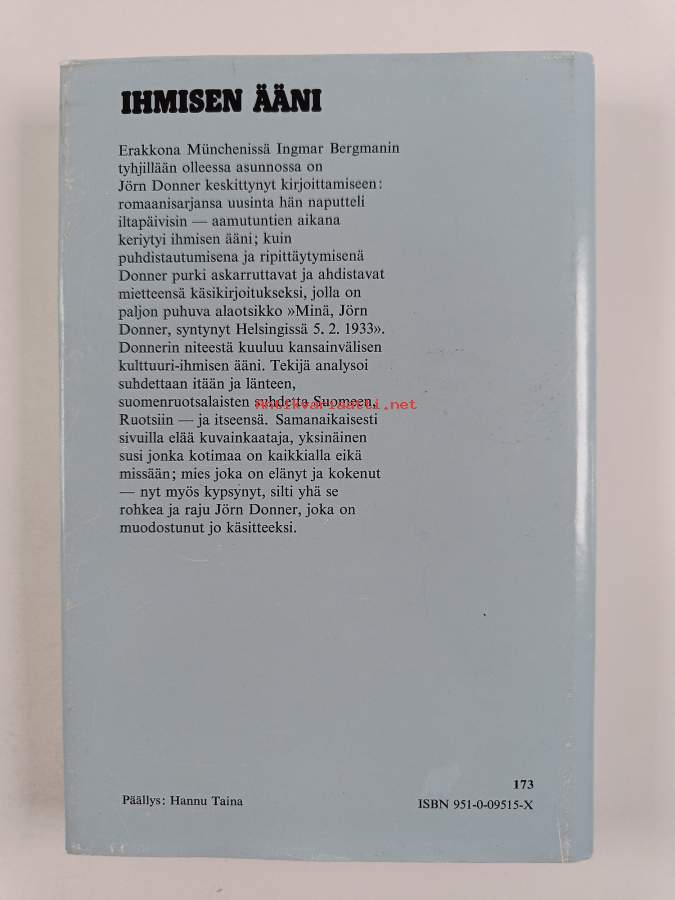 IHMISEN ÄÄNI
Erakkona Münchenissä Ingmar Bergmanin
tyhjillään olleessa asunnossa on
Jörn Donner keskittynyt kirjoittamiseen:
romaanisarjansa uusinta hän naputteli
iltapäivisin — aamutuntien aikana
keriytyi ihmisen ääni; kuin
puhdistautumisena ja ripittäytymisenä
Donner purki askarruttavat ja ahdistavat
mietteensä käsikirjoitukseksi, jolla on
paljon puhuva alaotsikko »Minä, Jörn
Donner, syntynyt Helsingissä 5. 2. 1933».
Donnerin niteestä kuuluu kansainvälisen
kulttuuri-ihmisen ääni. Tekijä analysoi
suhdettaan itään ja länteen,
suomenruotsalaisten suhdetta Suomeen,
Antikvariaatti.net
Ruotsiin — ja itseensä. Samanaikaisesti
sivuilla elää kuvainkaataja, yksinäinen
susi jonka kotimaa on kaikkialla eikä
missään; mies joka on elänyt ja kokenut
— nyt myös kypsynyt, silti yhä se
rohkea ja raju Jörn Donner, joka on
muodostunut jo käsitteeksi.
173
Päällys: Hannu Taina
ISBN 951-0-09515-X